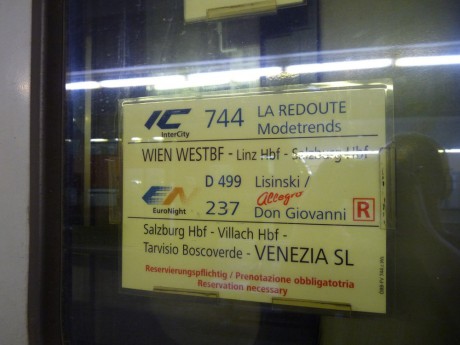 IC 744 LA REDOUTE
InterCity Modetrends
WIEN WESTBF - Linz Hbf - Salzburg Hbf
D 499 Lisinski /
Allegro
EN 237 Don Giovanni R
EuroNight
Salzburg Hbf - Villach Hbf -
Tarvisio Boscoverde - VENEZIA SL
Reservierungspflichtig / Prenotazione obbligatoria
Reservation necessary